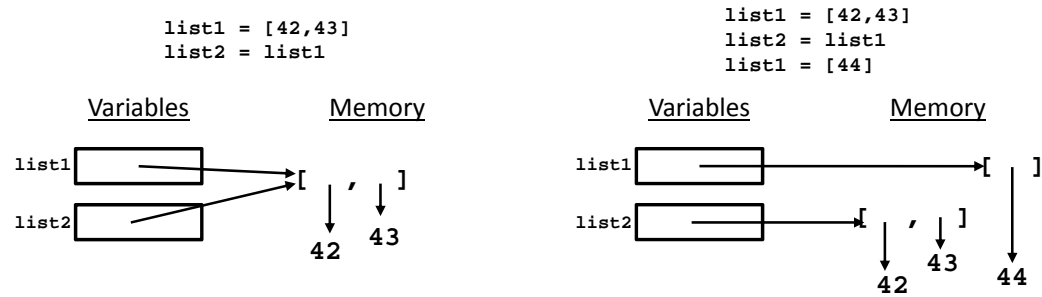 list1 = [42,43]
list2 = list1
Variables Memory
list1 [ , ]
list2
42 43
list1 = [42,43]
list2 = list1
list1 = [44]
Variables Memory
list1 [ ]
list2 [ , ]
42 43 44